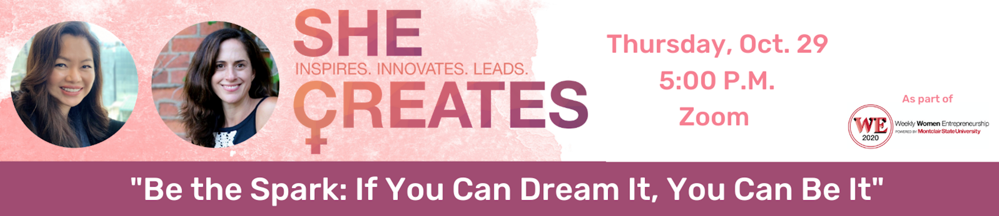 SHE
INSPIRES. INNOVATES. LEADS.
CREATES
Thursday, Oct. 29
5:00 P.M.
Zoom
As part of
WE
2020
Weekly Women Entrepreneurship
POWERED BY Montclair State University
"Be the Spark: If You Can Dream It, You Can Be It"